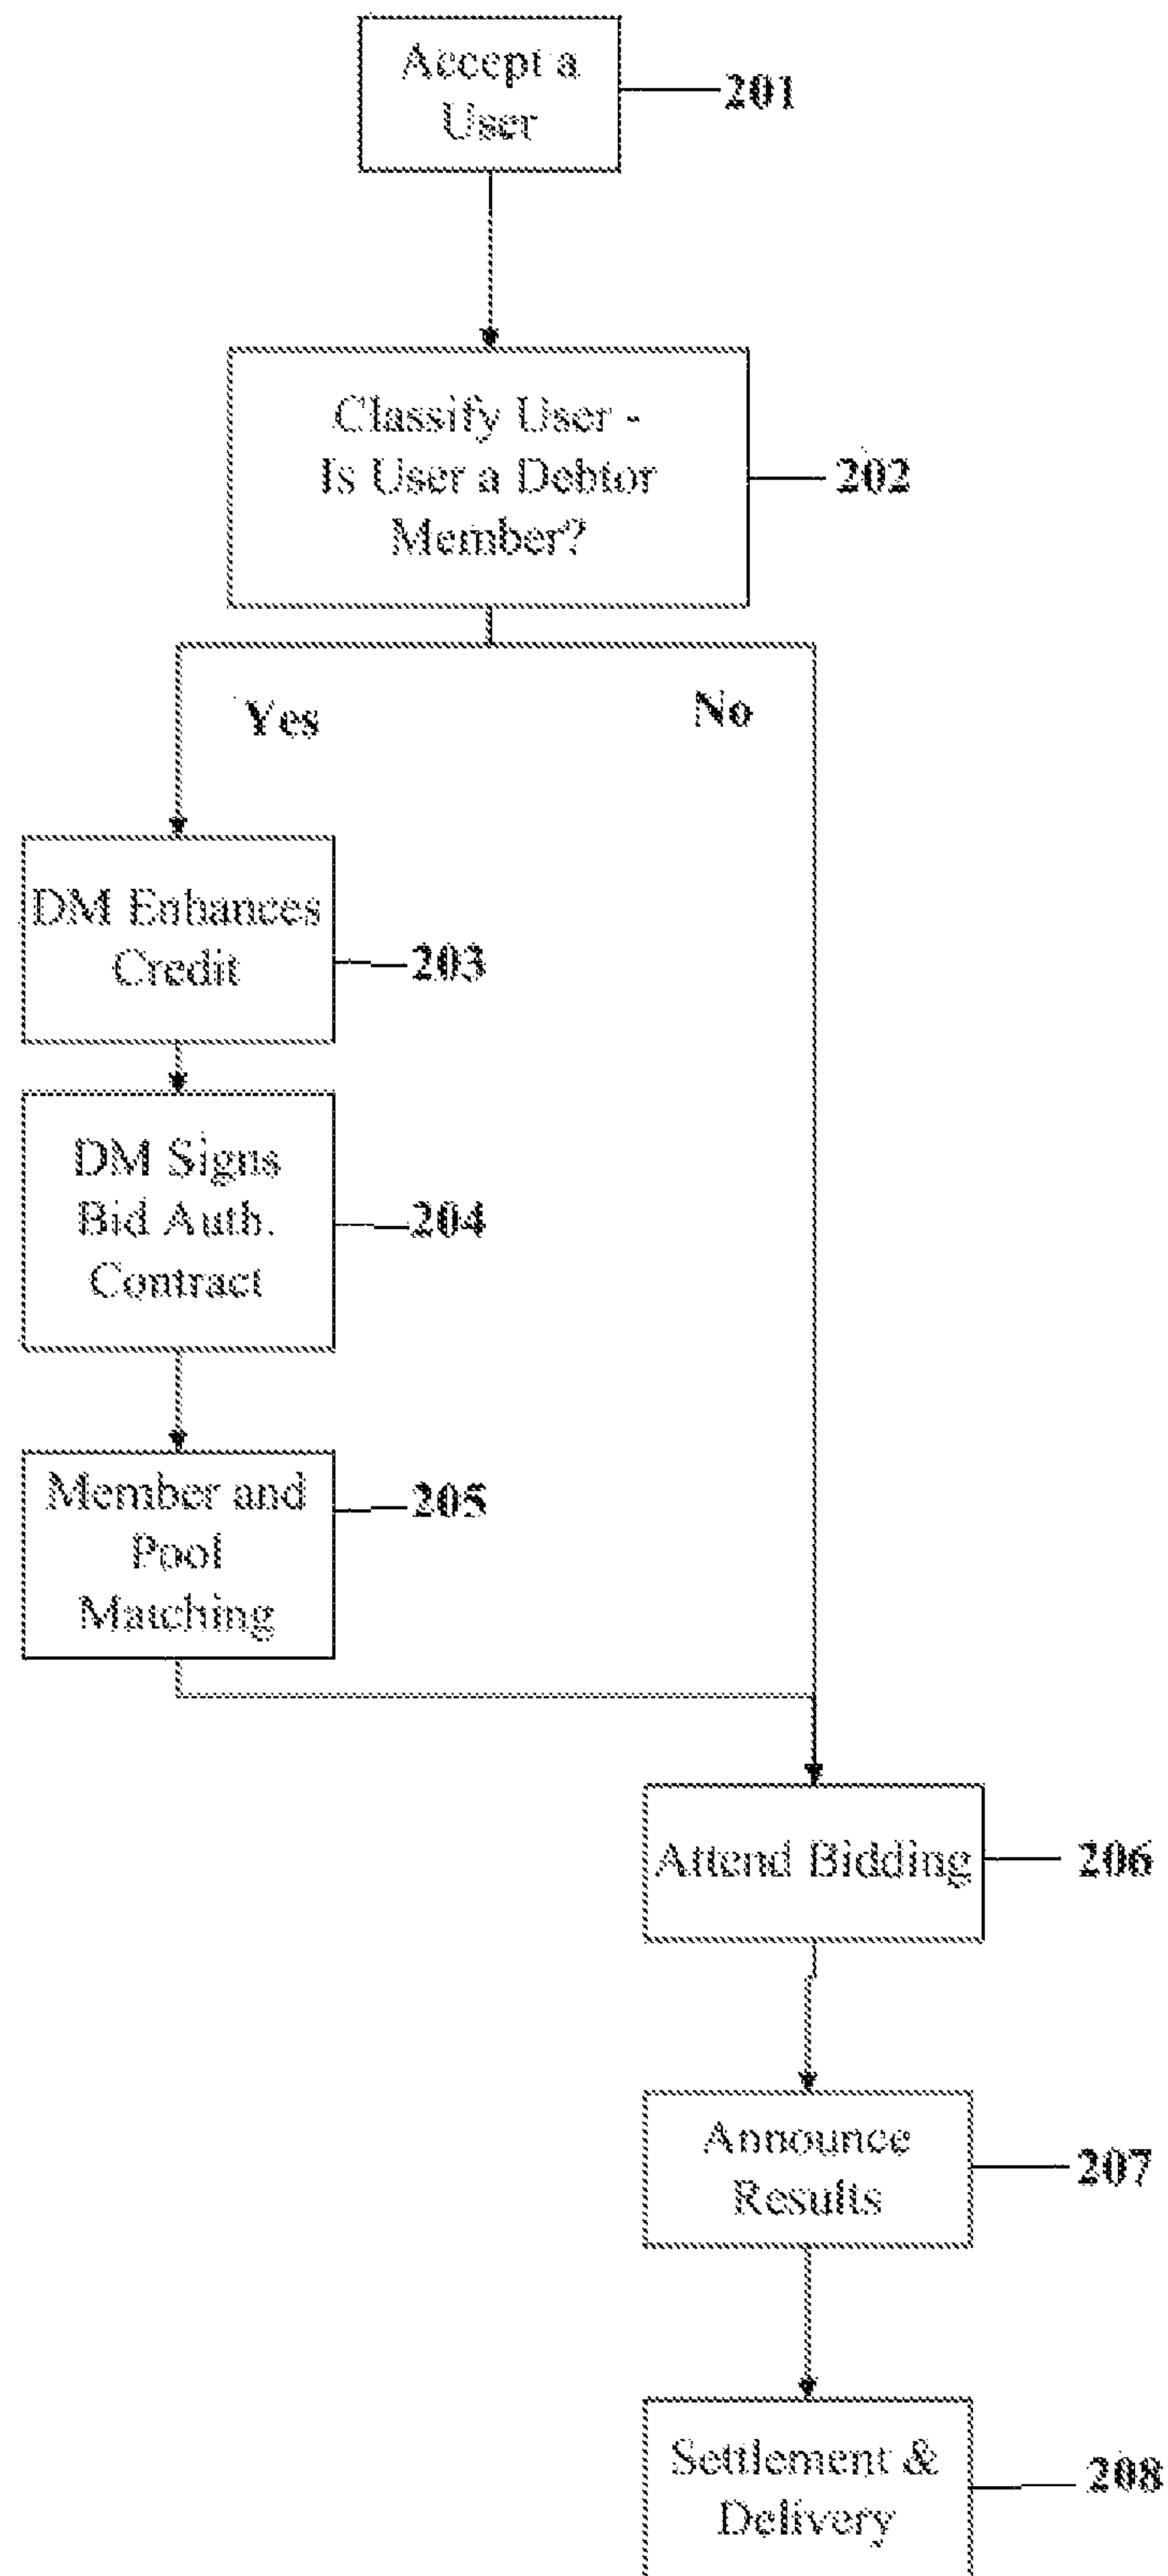 Accept a
User
201
Classify User -
Is User a Debtor
Member?
202
Yes
No
DM Enhances
Credit
203
DM Signs
Bid Auth.
Contract
204
Member and
Pool
Matching
205
Attend Bidding
206
Announce
Results
207
Settlement &
Delivery
208